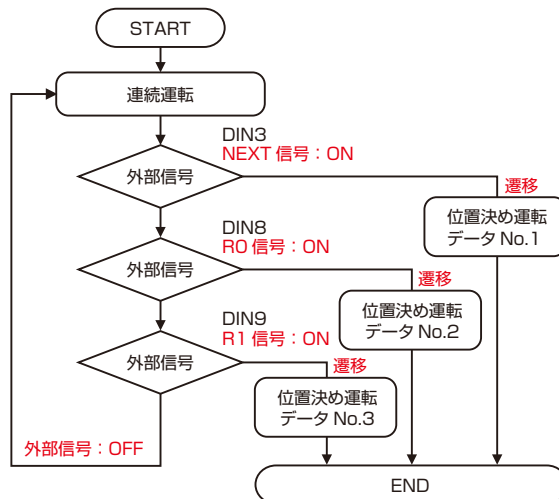 START
連続運転
DIN3
NEXT 信号：ON
外部信号
遷移
位置決め運転
データ No.1
DIN8
R0 信号：ON
外部信号
遷移
位置決め運転
データ No.2
DIN9
R1 信号：ON
外部信号
遷移
位置決め運転
データ No.3
外部信号：OFF
END